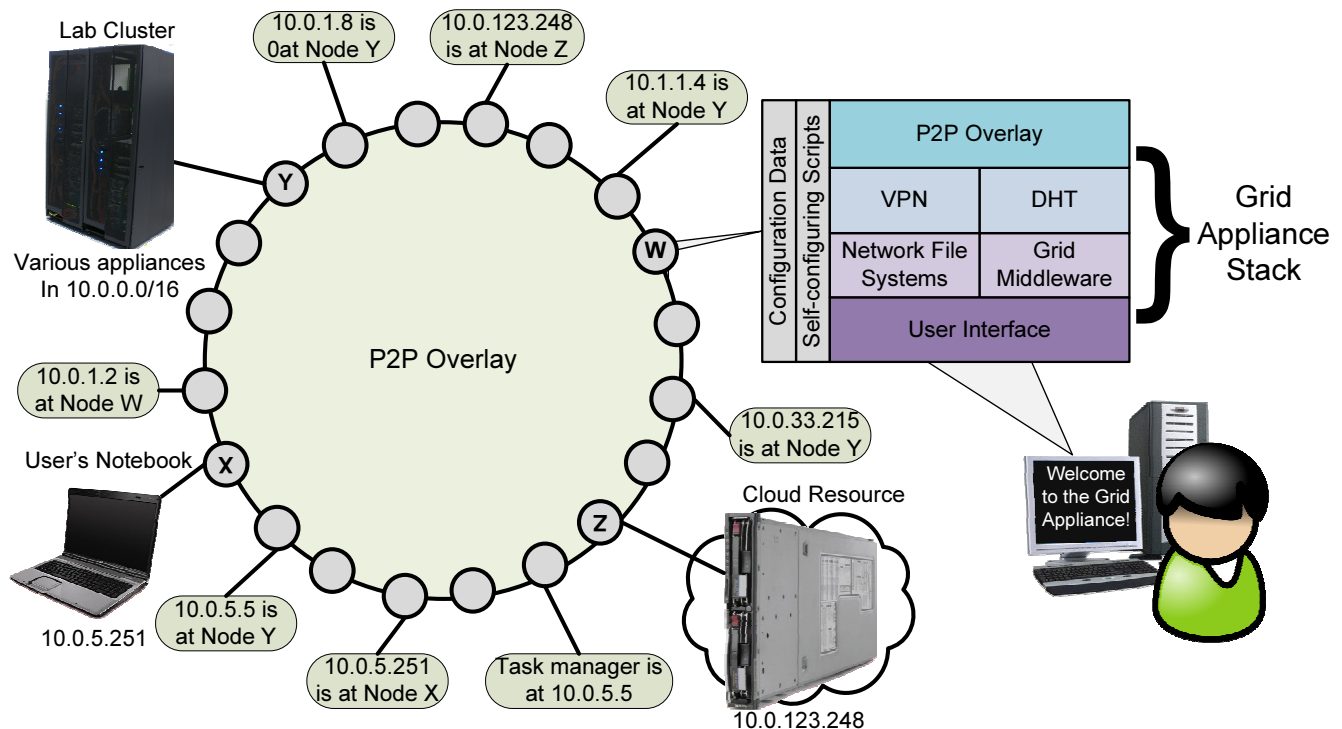 Lab Cluster
10.0.1.8 is
0at Node Y
10.0.123.248
is at Node Z
10.1.1.4 is
at Node Y
Y
W
Various appliances
In 10.0.0.0/16
P2P Overlay
10.0.1.2 is
at Node W
User's Notebook
X
10.0.5.251
10.0.5.5 is
at Node Y
10.0.5.251
is at Node X
Task manager is
at 10.0.5.5
Z
10.0.33.215
is at Node Y
Cloud Resource
10.0.123.248
Configuration Data
Self-configuring Scripts
P2P Overlay
VPN
DHT
Network File
Systems
Grid
Middleware
User Interface
Grid
Appliance
Stack
Welcome
to the Grid
Appliance!